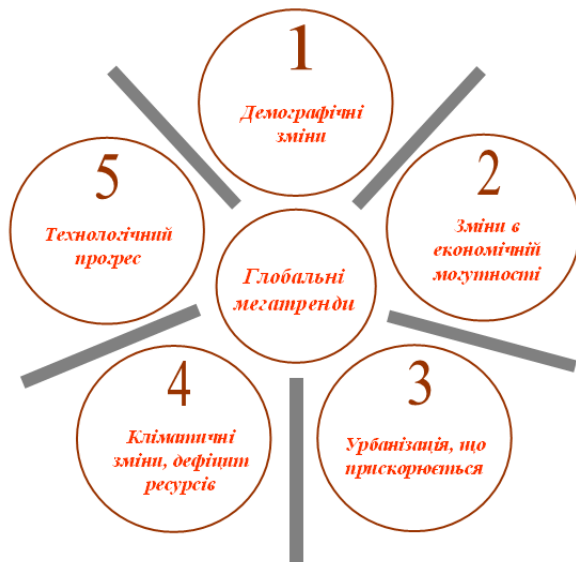 1
Демографічні
зміни
2
Зміни в
економічній
могутності
3
Урбанізація, що
прискорюється
4
Кліматичні
зміни, дефіцит
ресурсів
5
Технологічний
прогрес
Глобальні
мегатренди